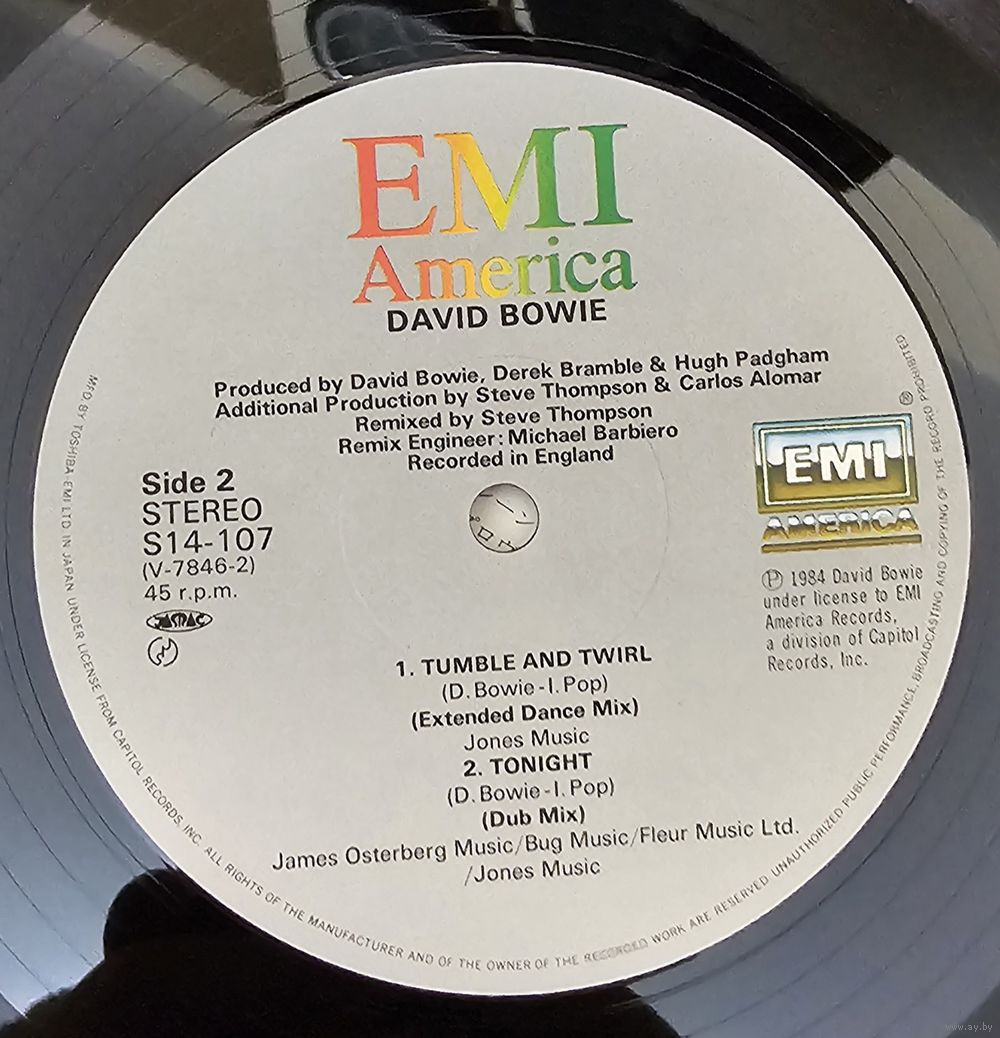 EMI
America
DAVID BOWIE
Produced by David Bowie, Derek Bramble & Hugh Padgham
Additional Production by Steve Thompson & Carlos Alomar
Remixed by Steve Thompson
Remix Engineer: Michael Barbiero
Recorded in England
Side 2
STEREO
S14-107
(V-7846-2)
45 r.p.m.
JASRAC
®
EMI
AMERICA
Ⓟ 1984 David Bowie
under license to EMI
America Records,
a division of Capitol
Records, Inc.
1. TUMBLE AND TWIRL
(D. Bowie-I. Pop)
(Extended Dance Mix)
Jones Music
2. TONIGHT
(D. Bowie-I. Pop)
(Dub Mix)
James Osterberg Music/Bug Music/Fleur Music Ltd.
/Jones Music
MFD. BY TOSHIBA-EMI LTD. IN JAPAN UNDER LICENSE FROM CAPITOL RECORDS, INC. ALL RIGHTS OF THE MANUFACTURER AND OF THE OWNER OF THE RECORDED WORK ARE RESERVED. UNAUTHORIZED PUBLIC PERFORMANCE, BROADCASTING AND COPYING OF THE RECORD PROHIBITED
www.ay.by